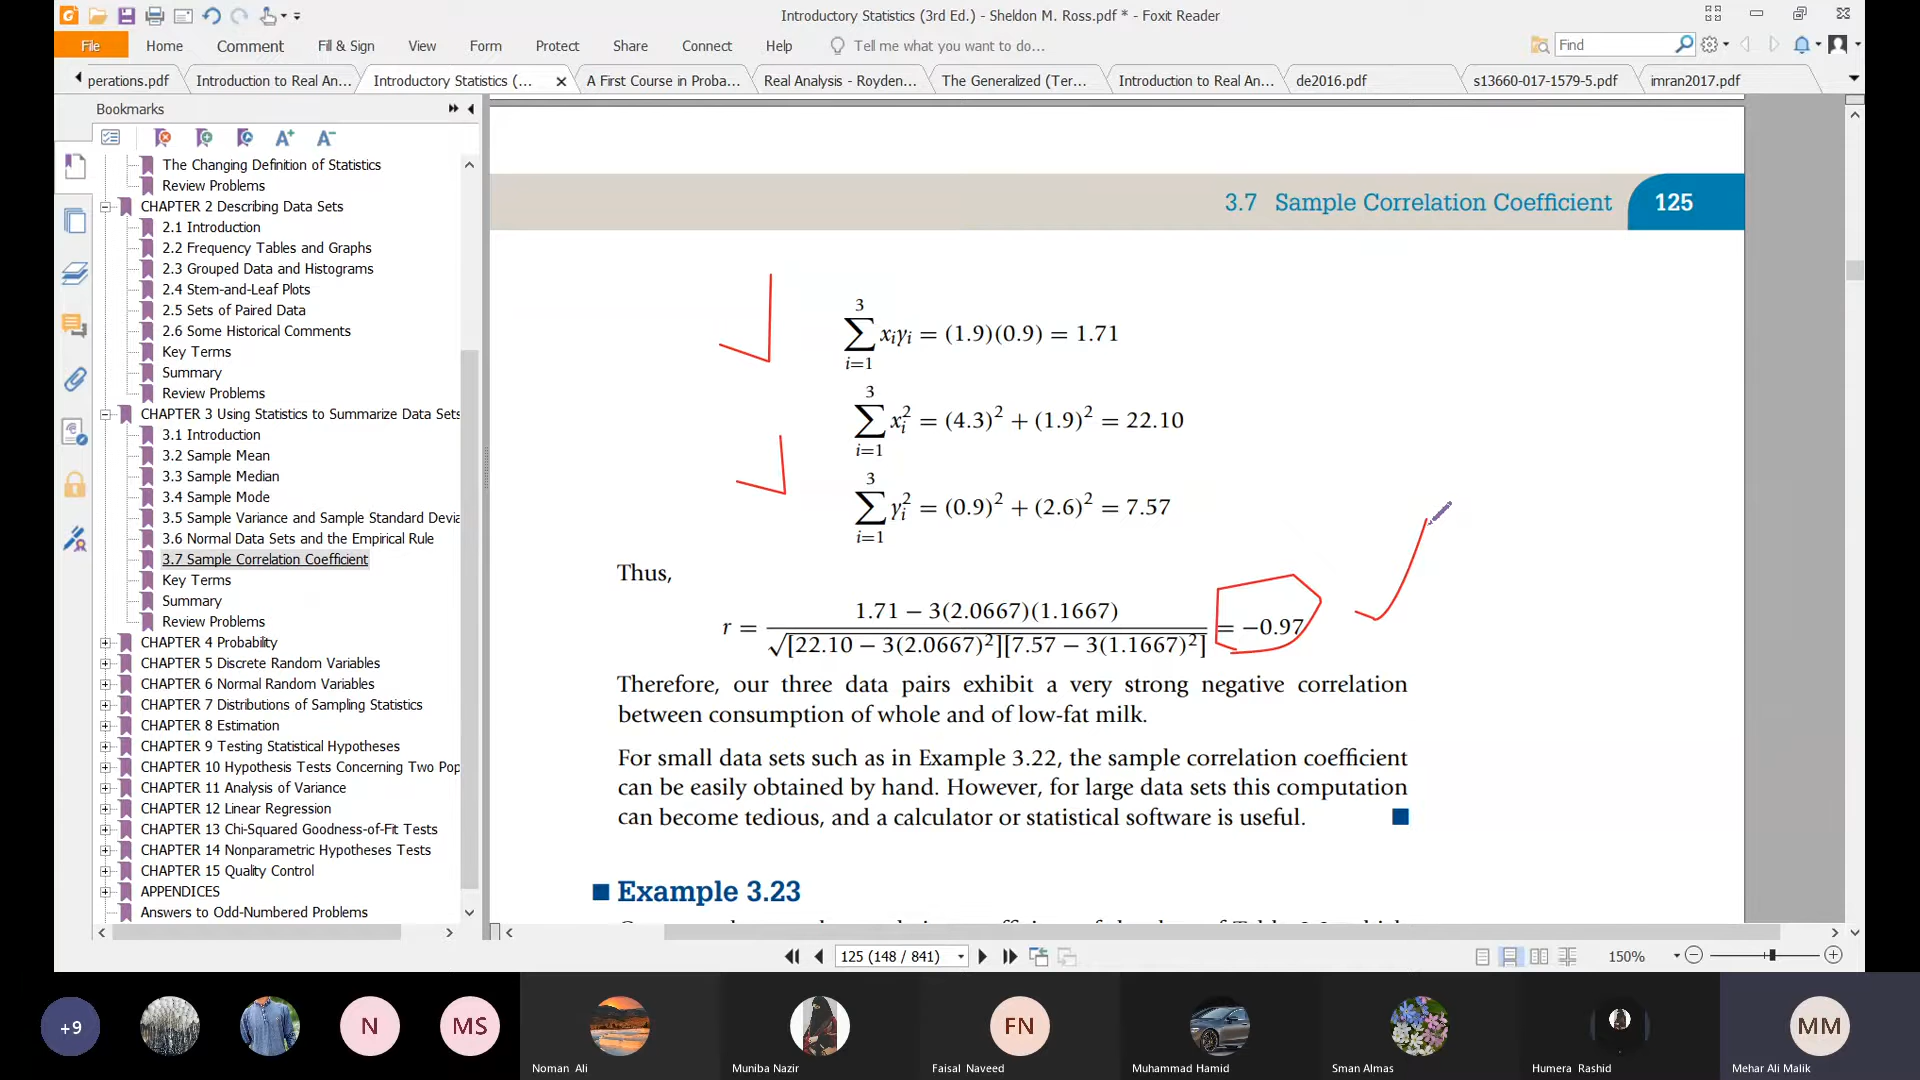 Introductory Statistics (3rd Ed.) - Sheldon M. Ross.pdf * - Foxit Reader
File Home Comment Fill & Sign View Form Protect Share Connect Help Tell me what you want to do... Find
perations.pdf Introduction to Real An... Introductory Statistics (... A First Course in Proba... Real Analysis - Royden... The Generalized (Ter... Introduction to Real An... de2016.pdf s13660-017-1579-5.pdf imran2017.pdf
Bookmarks
The Changing Definition of Statistics
Review Problems
CHAPTER 2 Describing Data Sets
2.1 Introduction
2.2 Frequency Tables and Graphs
2.3 Grouped Data and Histograms
2.4 Stem-and-Leaf Plots
2.5 Sets of Paired Data
2.6 Some Historical Comments
Key Terms
Summary
Review Problems
CHAPTER 3 Using Statistics to Summarize Data Sets
3.1 Introduction
3.2 Sample Mean
3.3 Sample Median
3.4 Sample Mode
3.5 Sample Variance and Sample Standard Devia
3.6 Normal Data Sets and the Empirical Rule
3.7 Sample Correlation Coefficient
Key Terms
Summary
Review Problems
CHAPTER 4 Probability
CHAPTER 5 Discrete Random Variables
CHAPTER 6 Normal Random Variables
CHAPTER 7 Distributions of Sampling Statistics
CHAPTER 8 Estimation
CHAPTER 9 Testing Statistical Hypotheses
CHAPTER 10 Hypothesis Tests Concerning Two Pop
CHAPTER 11 Analysis of Variance
CHAPTER 12 Linear Regression
CHAPTER 13 Chi-Squared Goodness-of-Fit Tests
CHAPTER 14 Nonparametric Hypotheses Tests
CHAPTER 15 Quality Control
APPENDICES
Answers to Odd-Numbered Problems
3.7 Sample Correlation Coefficient 125
∑_{i=1}^{3} x_i y_i = (1.9)(0.9) = 1.71
∑_{i=1}^{3} x_i^2 = (4.3)^2 + (1.9)^2 = 22.10
∑_{i=1}^{3} y_i^2 = (0.9)^2 + (2.6)^2 = 7.57
Thus,
r = (1.71 − 3(2.0667)(1.1667)) / √([22.10 − 3(2.0667)^2][7.57 − 3(1.1667)^2]) = −0.97
Therefore, our three data pairs exhibit a very strong negative correlation
between consumption of whole and of low-fat milk.
For small data sets such as in Example 3.22, the sample correlation coefficient
can be easily obtained by hand. However, for large data sets this computation
can become tedious, and a calculator or statistical software is useful.
Example 3.23
125 (148 / 841) 150%
+9 N MS FN MM
Noman Ali Muniba Nazir Faisal Naveed Muhammad Hamid Sman Almas Humera Rashid Mehar Ali Malik